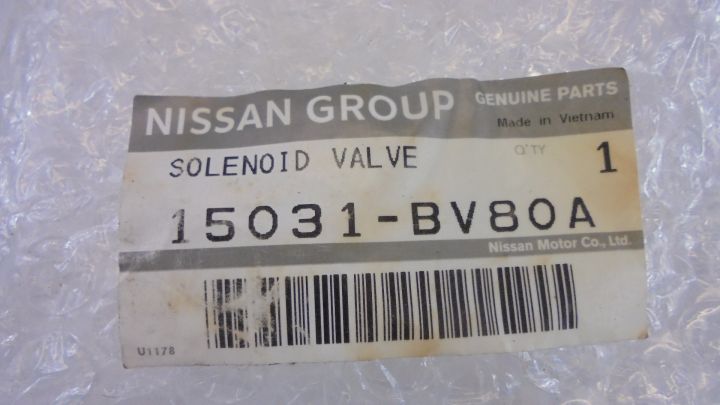 NISSAN GROUP GENUINE PARTS
Made in Vietnam
SOLENOID VALVE Q'TY 1
15031-BV80A
Nissan Motor Co., Ltd.
U1178